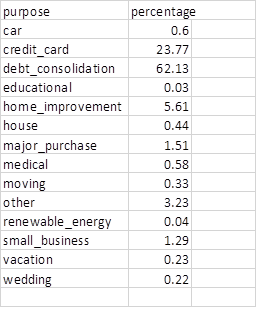 purpose percentage
car 0.6
credit_card 23.77
debt_consolidation 62.13
educational 0.03
home_improvement 5.61
house 0.44
major_purchase 1.51
medical 0.58
moving 0.33
other 3.23
renewable_energy 0.04
small_business 1.29
vacation 0.23
wedding 0.22